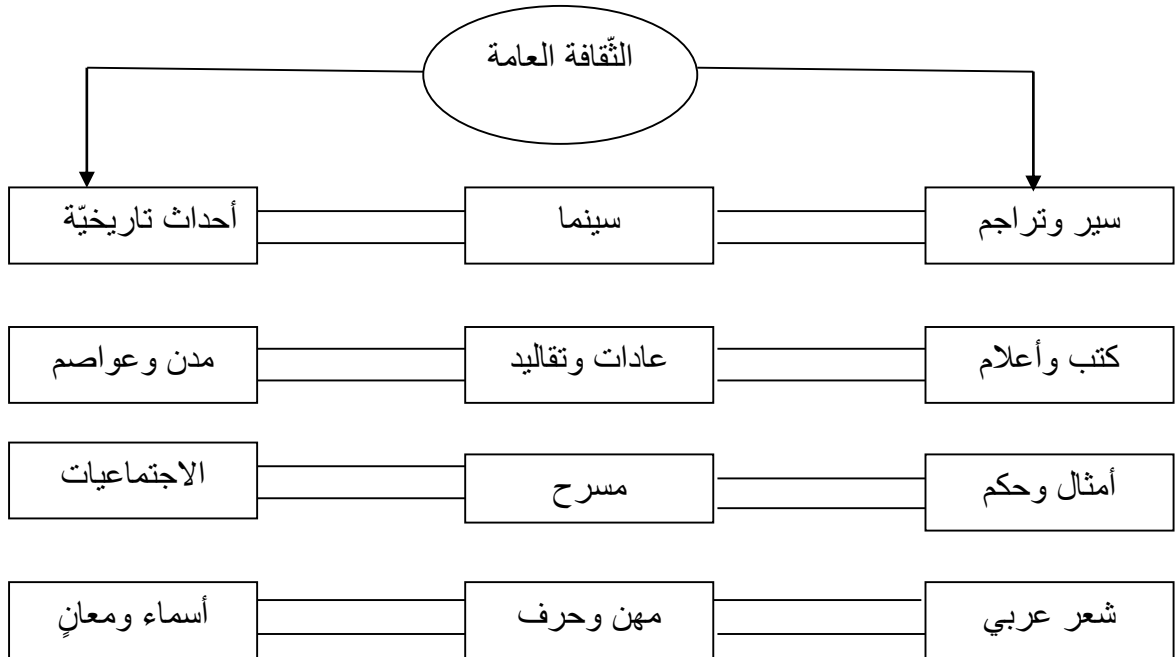 الثّقافة العامة
سير وتراجم
سينما
أحداث تاريخيّة
كتب وأعلام
عادات وتقاليد
مدن وعواصم
أمثال وحكم
مسرح
الاجتماعيات
شعر عربي
مهن وحرف
أسماء ومعانٍ